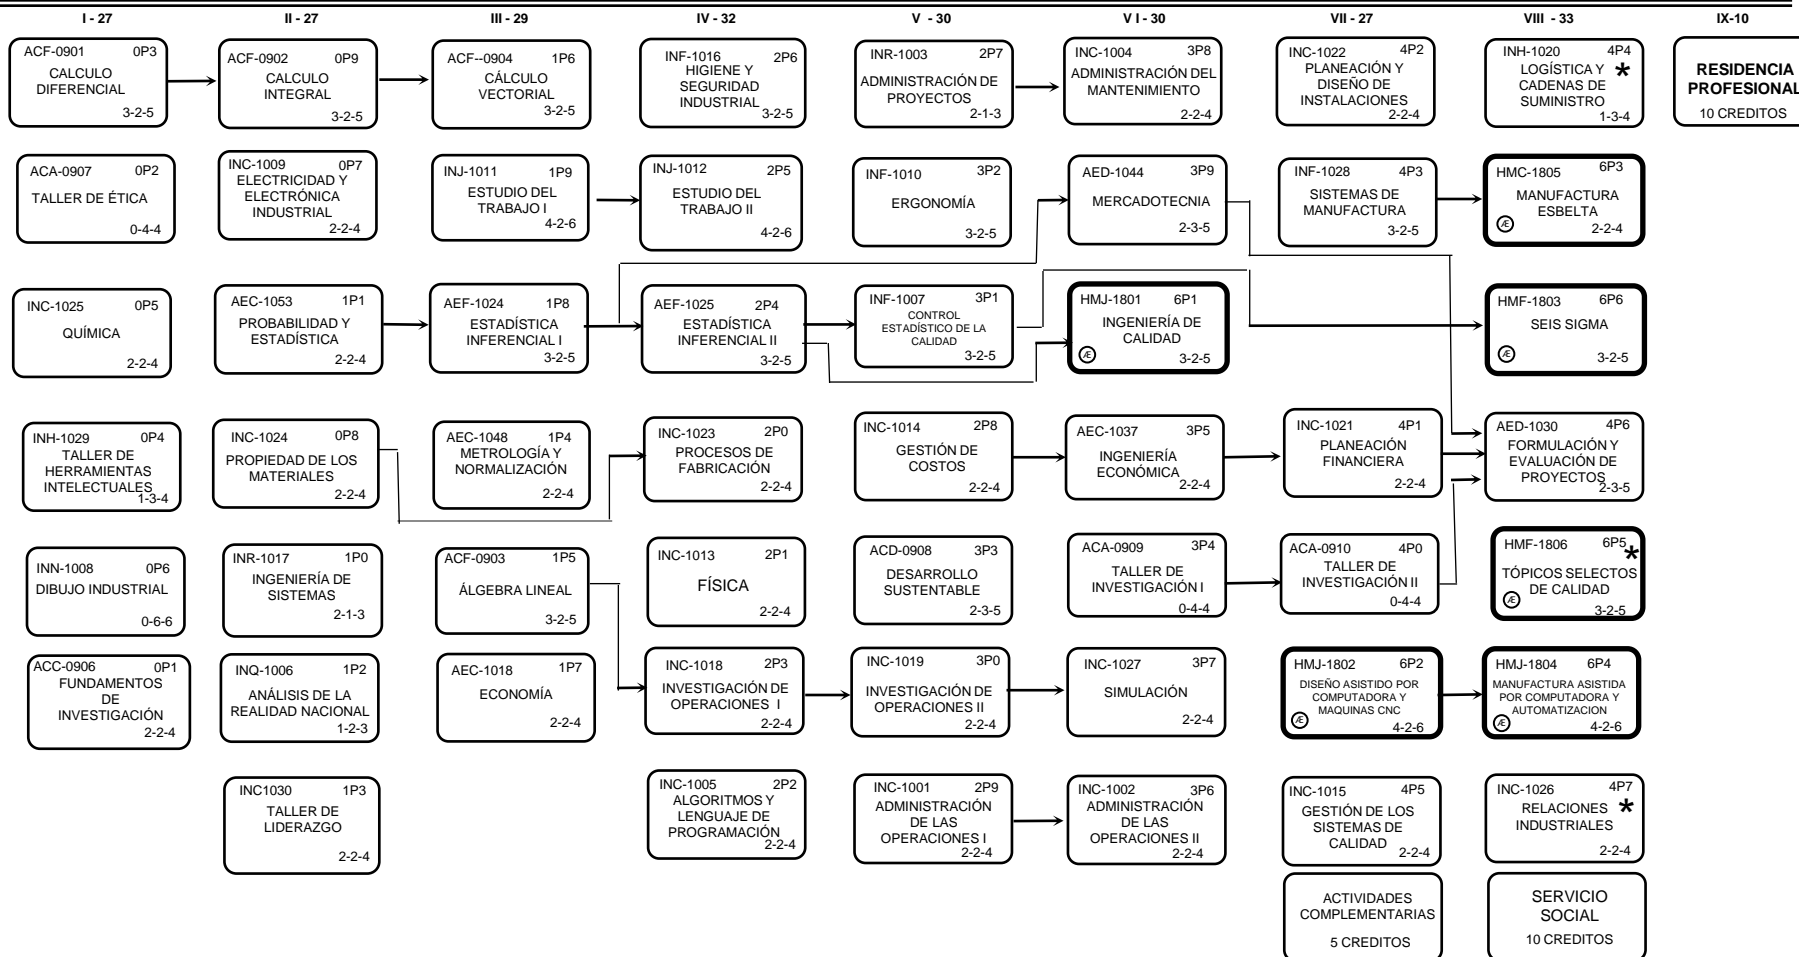 I - 27
II - 27
III - 29
IV - 32
V - 30
V I - 30
VII - 27
VIII - 33
IX-10
ACF-0901 0P3
CALCULO
DIFERENCIAL
3-2-5
ACF-0902 0P9
CALCULO
INTEGRAL
3-2-5
ACF--0904 1P6
CÁLCULO
VECTORIAL
3-2-5
INF-1016 2P6
HIGIENE Y
SEGURIDAD
INDUSTRIAL
3-2-5
INR-1003 2P7
ADMINISTRACIÓN DE
PROYECTOS
2-1-3
INC-1004 3P8
ADMINISTRACIÓN DEL
MANTENIMIENTO
2-2-4
INC-1022 4P2
PLANEACIÓN Y
DISEÑO DE
INSTALACIONES
2-2-4
INH-1020 4P4
LOGÍSTICA Y *
CADENAS DE
SUMINISTRO
1-3-4
RESIDENCIA
PROFESIONAL
10 CREDITOS
ACA-0907 0P2
TALLER DE ÉTICA
0-4-4
INC-1009 0P7
ELECTRICIDAD Y
ELECTRÓNICA
INDUSTRIAL
2-2-4
INJ-1011 1P9
ESTUDIO DEL
TRABAJO I
4-2-6
INJ-1012 2P5
ESTUDIO DEL
TRABAJO II
4-2-6
INF-1010 3P2
ERGONOMÍA
3-2-5
AED-1044 3P9
MERCADOTECNIA
2-3-5
INF-1028 4P3
SISTEMAS DE
MANUFACTURA
3-2-5
HMC-1805 6P3
MANUFACTURA
ESBELTA
Æ 2-2-4
INC-1025 0P5
QUÍMICA
2-2-4
AEC-1053 1P1
PROBABILIDAD Y
ESTADÍSTICA
2-2-4
AEF-1024 1P8
ESTADÍSTICA
INFERENCIAL I
3-2-5
AEF-1025 2P4
ESTADÍSTICA
INFERENCIAL II
3-2-5
INF-1007 3P1
CONTROL
ESTADÍSTICO DE LA
CALIDAD
3-2-5
HMJ-1801 6P1
INGENIERÍA DE
CALIDAD
Æ 3-2-5
HMF-1803 6P6
SEIS SIGMA
Æ 3-2-5
INH-1029 0P4
TALLER DE
HERRAMIENTAS
INTELECTUALES
1-3-4
INC-1024 0P8
PROPIEDAD DE LOS
MATERIALES
2-2-4
AEC-1048 1P4
METROLOGÍA Y
NORMALIZACIÓN
2-2-4
INC-1023 2P0
PROCESOS DE
FABRICACIÓN
2-2-4
INC-1014 2P8
GESTIÓN DE
COSTOS
2-2-4
AEC-1037 3P5
INGENIERÍA
ECONÓMICA
2-2-4
INC-1021 4P1
PLANEACIÓN
FINANCIERA
2-2-4
AED-1030 4P6
FORMULACIÓN Y
EVALUACIÓN DE
PROYECTOS
2-3-5
INN-1008 0P6
DIBUJO INDUSTRIAL
0-6-6
INR-1017 1P0
INGENIERÍA DE
SISTEMAS
2-1-3
ACF-0903 1P5
ÁLGEBRA LINEAL
3-2-5
INC-1013 2P1
FÍSICA
2-2-4
ACD-0908 3P3
DESARROLLO
SUSTENTABLE
2-3-5
ACA-0909 3P4
TALLER DE
INVESTIGACIÓN I
0-4-4
ACA-0910 4P0
TALLER DE
INVESTIGACIÓN II
0-4-4
HMF-1806 6P5
*
TÓPICOS SELECTOS
DE CALIDAD
Æ 3-2-5
ACC-0906 0P1
FUNDAMENTOS
DE
INVESTIGACIÓN
2-2-4
INQ-1006 1P2
ANÁLISIS DE LA
REALIDAD NACIONAL
1-2-3
AEC-1018 1P7
ECONOMÍA
2-2-4
INC-1018 2P3
INVESTIGACIÓN DE
OPERACIONES I
2-2-4
INC-1019 3P0
INVESTIGACIÓN DE
OPERACIONES II
2-2-4
INC-1027 3P7
SIMULACIÓN
2-2-4
HMJ-1802 6P2
DISEÑO ASISTIDO POR
COMPUTADORA Y
MAQUINAS CNC
Æ 4-2-6
HMJ-1804 6P4
MANUFACTURA ASISTIDA
POR COMPUTADORA Y
AUTOMATIZACION
Æ 4-2-6
INC1030 1P3
TALLER DE
LIDERAZGO
2-2-4
INC-1005 2P2
ALGORITMOS Y
LENGUAJE DE
PROGRAMACIÓN
2-2-4
INC-1001 2P9
ADMINISTRACIÓN
DE LAS
OPERACIONES I
2-2-4
INC-1002 3P6
ADMINISTRACIÓN
DE LAS
OPERACIONES II
2-2-4
INC-1015 4P5
GESTIÓN DE LOS
SISTEMAS DE
CALIDAD
2-2-4
INC-1026 4P7
RELACIONES *
INDUSTRIALES
2-2-4
ACTIVIDADES
COMPLEMENTARIAS
5 CREDITOS
SERVICIO
SOCIAL
10 CREDITOS